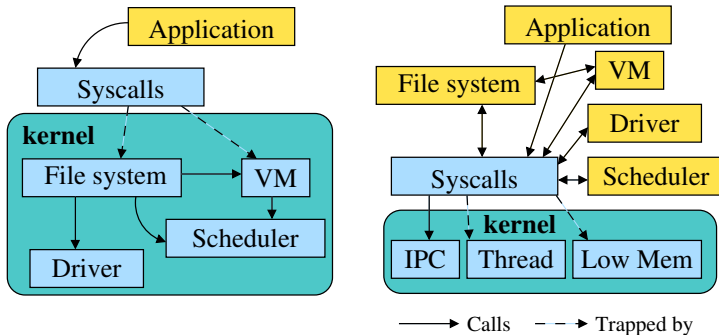 Application
Syscalls
kernel
File system
VM
Scheduler
Driver
Application
VM
File system
Driver
Syscalls
Scheduler
kernel
IPC
Thread
Low Mem
Calls
Trapped by